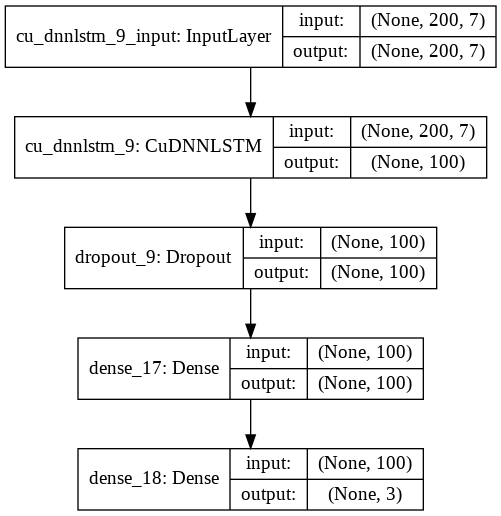 cu_dnnlstm_9_input: InputLayer
input: (None, 200, 7)
output: (None, 200, 7)
cu_dnnlstm_9: CuDNNLSTM
input: (None, 200, 7)
output: (None, 100)
dropout_9: Dropout
input: (None, 100)
output: (None, 100)
dense_17: Dense
input: (None, 100)
output: (None, 100)
dense_18: Dense
input: (None, 100)
output: (None, 3)